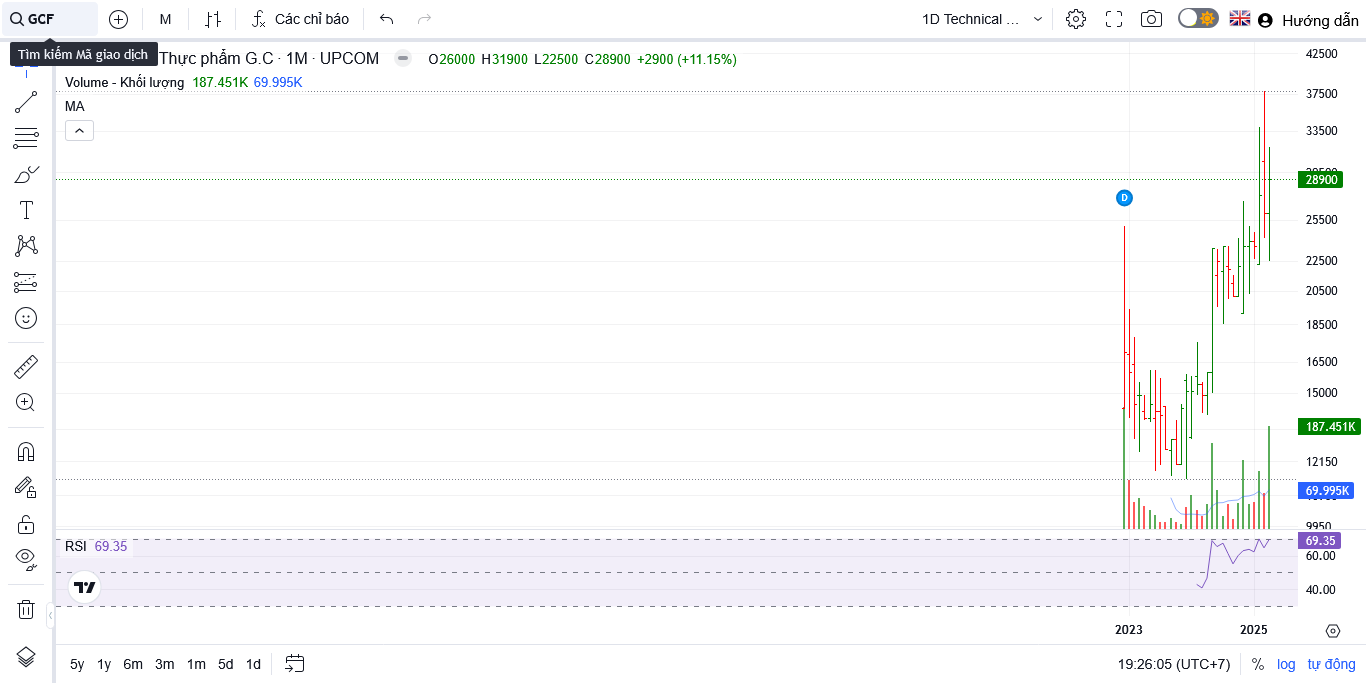 GCF
M
Các chỉ báo
1D Technical ...
Hướng dẫn
Tìm kiếm Mã giao dịch
Thực phẩm G.C · 1M · UPCOM
O26000 H31900 L22500 C28900 +2900 (+11.15%)
Volume - Khối lượng 187.451K 69.995K
MA
42500
37500
33500
28900
D
25500
22500
20500
18500
16500
15000
187.451K
12150
69.995K
9950
RSI 69.35
69.35
60.00
40.00
2023
2025
5y 1y 6m 3m 1m 5d 1d
19:26:05 (UTC+7)
% log tự động